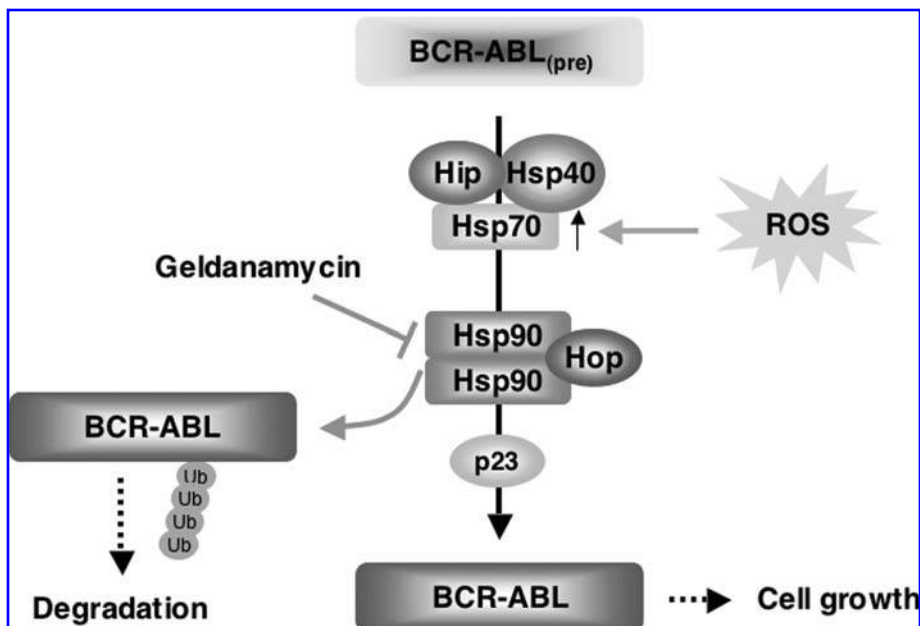 BCR-ABL(pre)
Hip
Hsp40
Hsp70
ROS
Geldanamycin
Hsp90
Hop
Hsp90
BCR-ABL
p23
Ub
Ub
Ub
Ub
Degradation
BCR-ABL
Cell growth